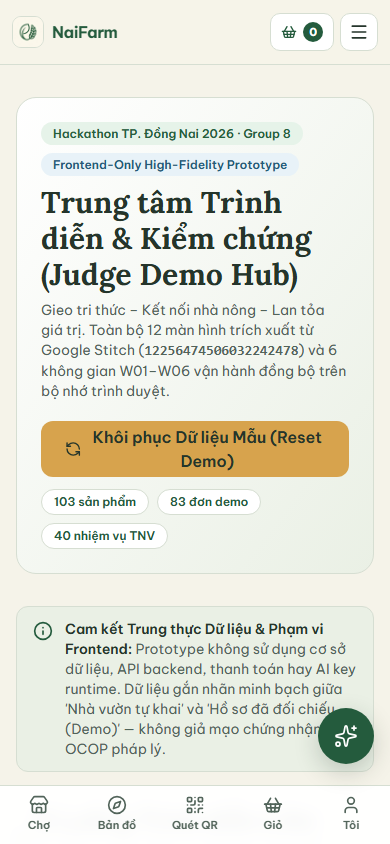 NaiFarm
0
Hackathon TP. Đồng Nai 2026 · Group 8
Frontend-Only High-Fidelity Prototype
Trung tâm Trình
diễn & Kiểm chứng
(Judge Demo Hub)
Gieo tri thức – Kết nối nhà nông – Lan tỏa
giá trị. Toàn bộ 12 màn hình trích xuất từ
Google Stitch (12256474506032242478) và 6
không gian W01–W06 vận hành đồng bộ trên
bộ nhớ trình duyệt.
Khôi phục Dữ liệu Mẫu (Reset
Demo)
103 sản phẩm
83 đơn demo
40 nhiệm vụ TNV
Cam kết Trung thực Dữ liệu & Phạm vi
Frontend: Prototype không sử dụng cơ sở
dữ liệu, API backend, thanh toán hay AI key
runtime. Dữ liệu gắn nhãn minh bạch giữa
'Nhà vườn tự khai' và 'Hồ sơ đã đối chiếu
(Demo)' — không giả mạo chứng nhận
OCOP pháp lý.
Chợ
Bản đồ
Quét QR
Giỏ
Tôi